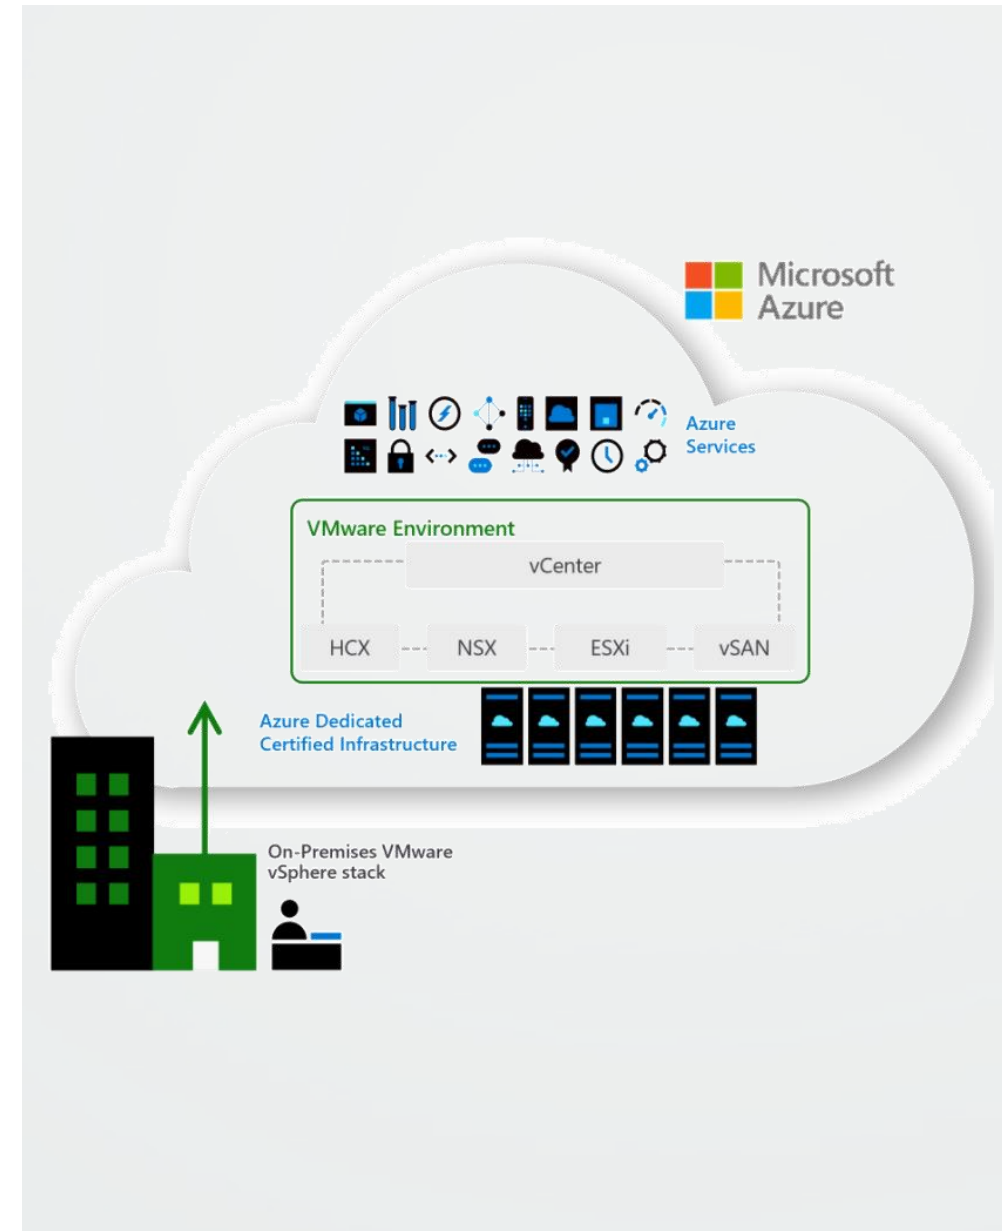 Microsoft
Azure
Azure
Services
VMware Environment
vCenter
HCX
NSX
ESXi
vSAN
Azure Dedicated
Certified Infrastructure
On-Premises VMware
vSphere stack